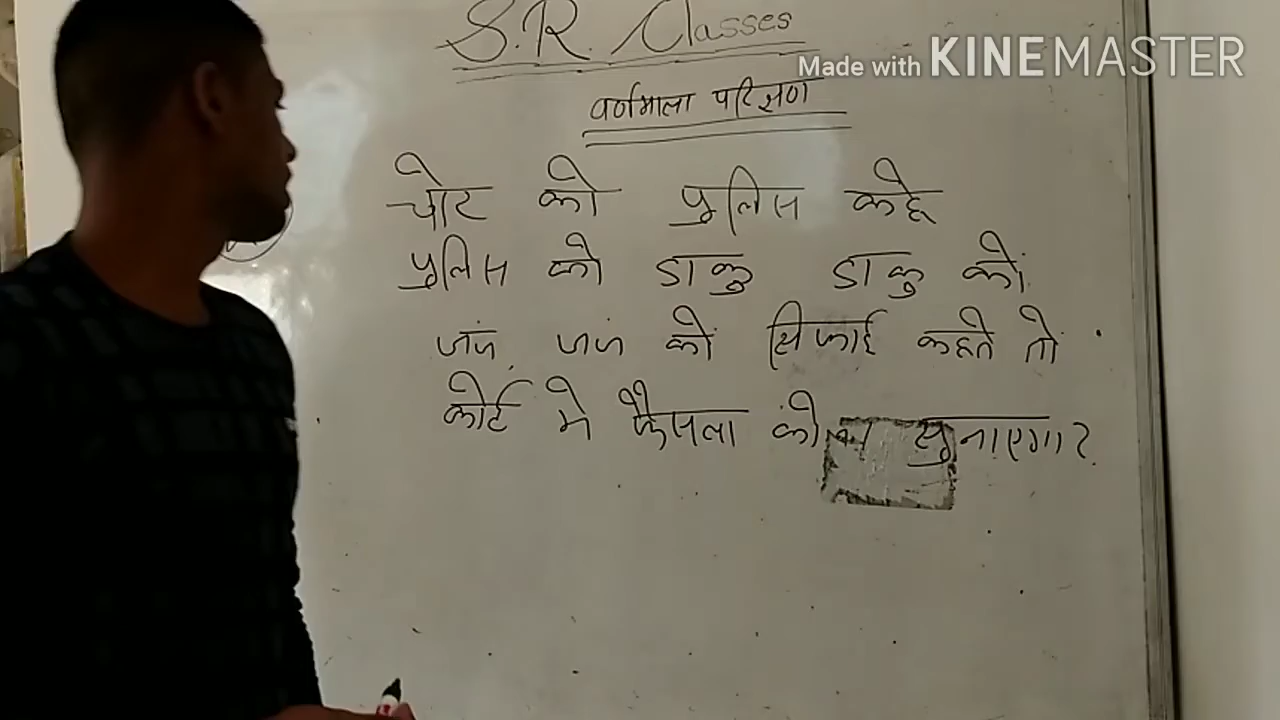 S.R. Classes
Made with KINEMASTER
वर्णमाला परिक्षण
चोर को पुलिस कहे
पुलिस को डाकु डाकु को
जज, जज को सिफाई कहते तो
कोर्ट मे फैसला कोन सुनाएगा?